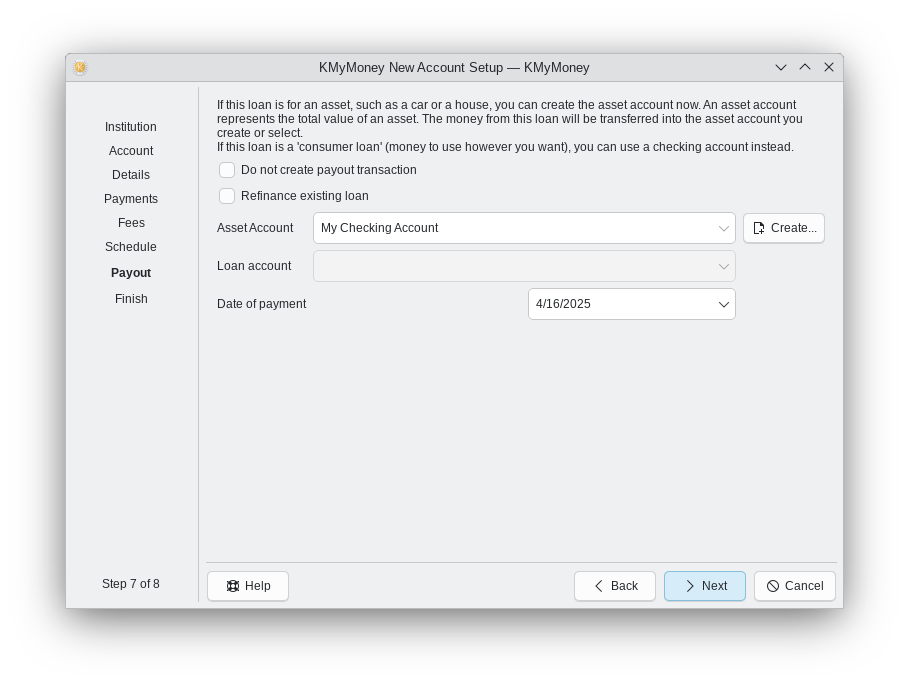 KMyMoney New Account Setup — KMyMoney
Institution
Account
Details
Payments
Fees
Schedule
Payout
Finish
Step 7 of 8
If this loan is for an asset, such as a car or a house, you can create the asset account now. An asset account
represents the total value of an asset. The money from this loan will be transferred into the asset account you
create or select.
If this loan is a 'consumer loan' (money to use however you want), you can use a checking account instead.
Do not create payout transaction
Refinance existing loan
Asset Account My Checking Account Create...
Loan account
Date of payment 4/16/2025
Help Back Next Cancel